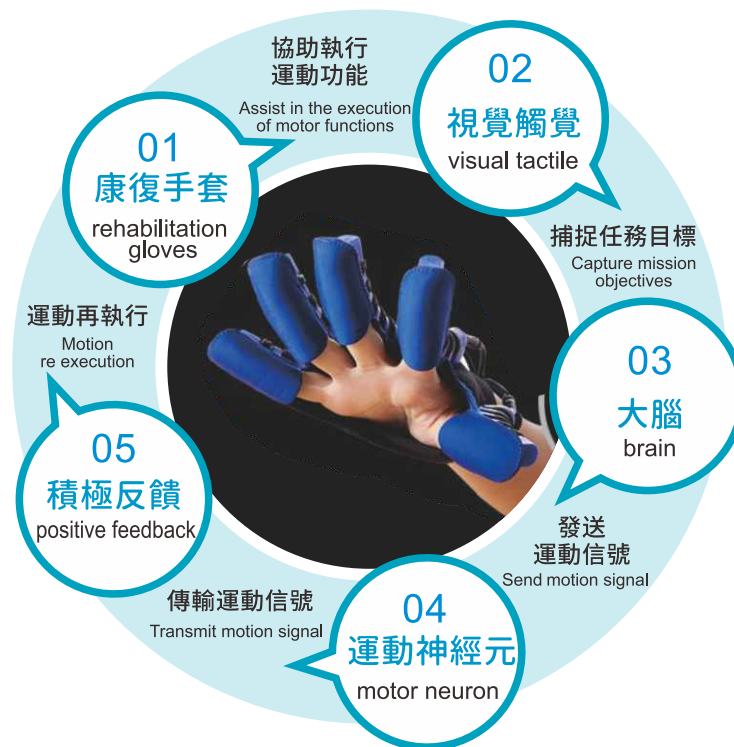 01
康復手套
rehabilitation
gloves
協助執行
運動功能
Assist in the execution
of motor functions
02
視覺觸覺
visual tactile
捕捉任務目標
Capture mission
objectives
03
大腦
brain
發送
運動信號
Send motion signal
04
運動神經元
motor neuron
傳輸運動信號
Transmit motion signal
05
積極反饋
positive feedback
運動再執行
Motion
re execution